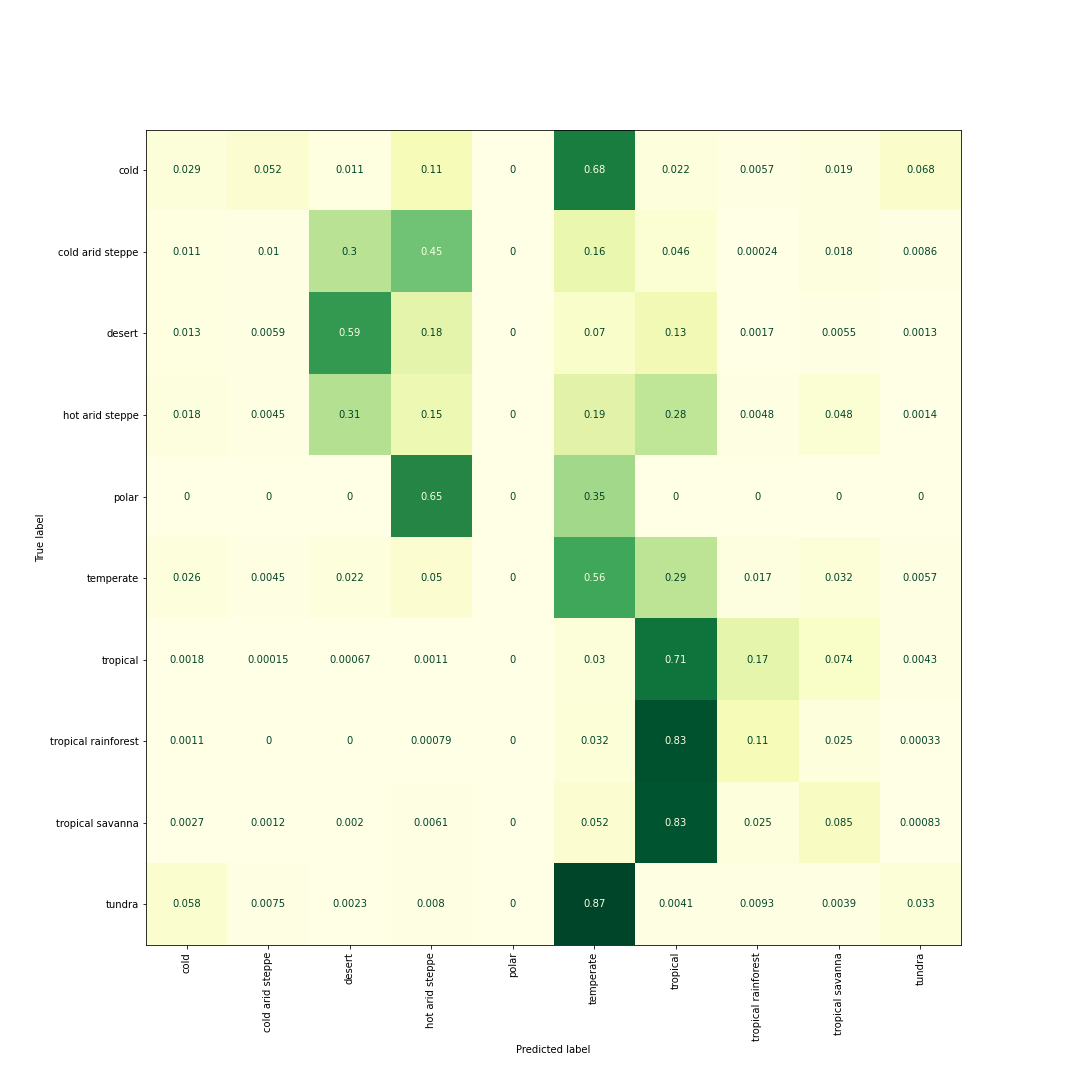 cold 0.029 0.052 0.011 0.11 0 0.68 0.022 0.0057 0.019 0.068
cold arid steppe 0.011 0.01 0.3 0.45 0 0.16 0.046 0.00024 0.018 0.0086
desert 0.013 0.0059 0.59 0.18 0 0.07 0.13 0.0017 0.0055 0.0013
hot arid steppe 0.018 0.0045 0.31 0.15 0 0.19 0.28 0.0048 0.048 0.0014
polar 0 0 0 0.65 0 0.35 0 0 0 0
True label
temperate 0.026 0.0045 0.022 0.05 0 0.56 0.29 0.017 0.032 0.0057
tropical 0.0018 0.00015 0.00067 0.0011 0 0.03 0.71 0.17 0.074 0.0043
tropical rainforest 0.0011 0 0 0.00079 0 0.032 0.83 0.11 0.025 0.00033
tropical savanna 0.0027 0.0012 0.002 0.0061 0 0.052 0.83 0.025 0.085 0.00083
tundra 0.058 0.0075 0.0023 0.008 0 0.87 0.0041 0.0093 0.0039 0.033
cold cold arid steppe desert hot arid steppe polar temperate tropical tropical rainforest tropical savanna tundra
Predicted label